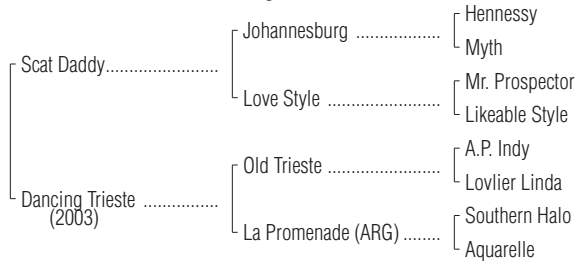 Hennessy
Johannesburg ..................
Myth
Scat Daddy.......................
Mr. Prospector
Love Style ........................
Likeable Style
A.P. Indy
Old Trieste ........................
Lovlier Linda
Dancing Trieste ................
(2003)
Southern Halo
La Promenade (ARG) ........
Aquarelle